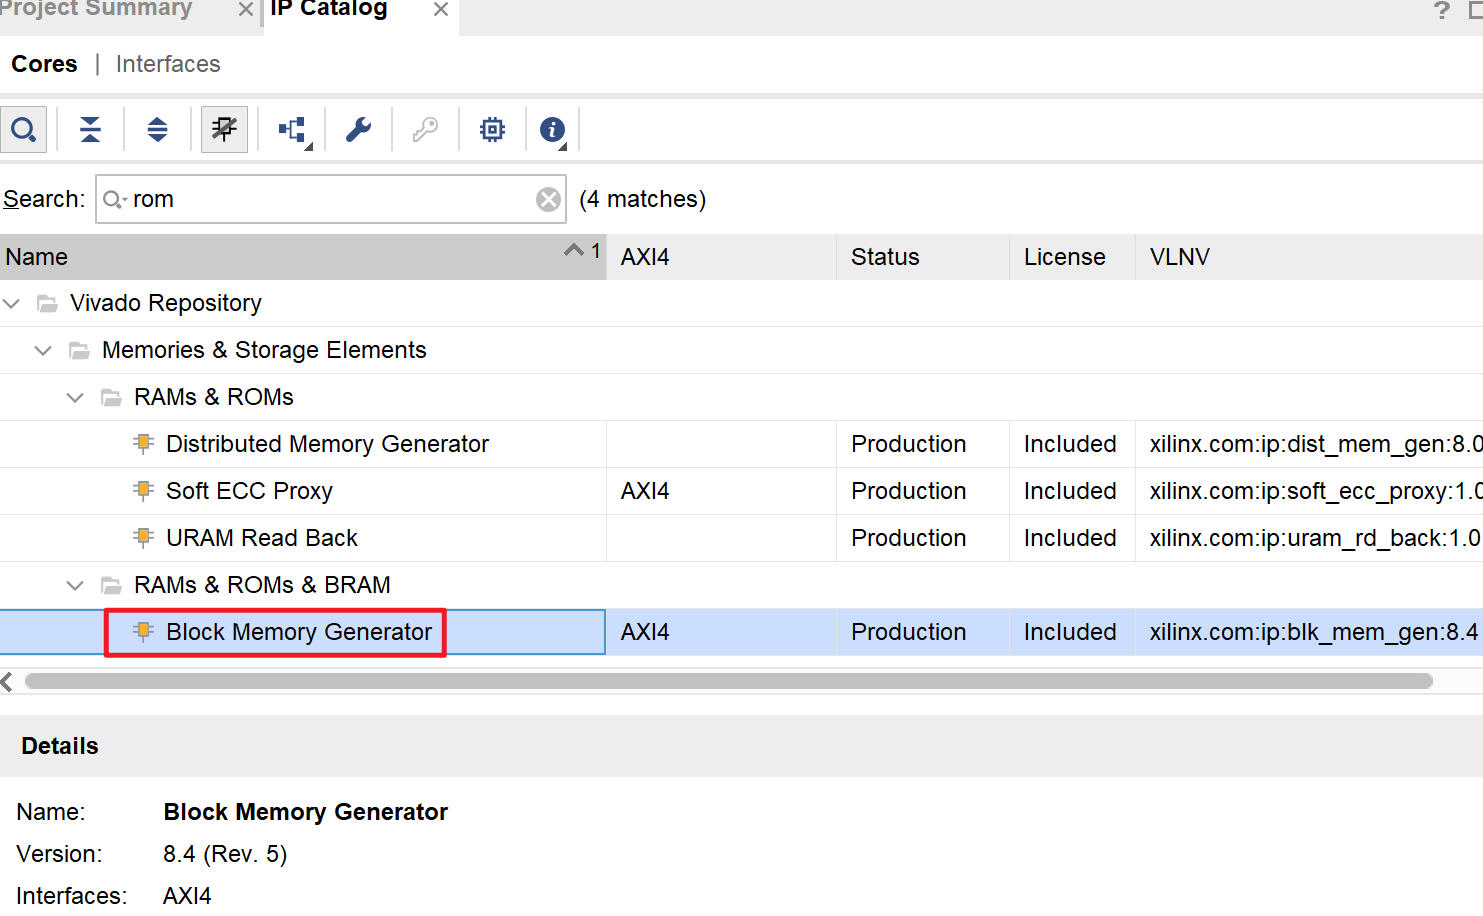 Project Summary × IP Catalog × ?
Cores | Interfaces
Search: rom (4 matches)
Name 1 AXI4 Status License VLNV
Vivado Repository
Memories & Storage Elements
RAMs & ROMs
Distributed Memory Generator Production Included xilinx.com:ip:dist_mem_gen:8.0
Soft ECC Proxy AXI4 Production Included xilinx.com:ip:soft_ecc_proxy:1.0
URAM Read Back Production Included xilinx.com:ip:uram_rd_back:1.0
RAMs & ROMs & BRAM
Block Memory Generator AXI4 Production Included xilinx.com:ip:blk_mem_gen:8.4
Details
Name: Block Memory Generator
Version: 8.4 (Rev. 5)
Interfaces: AXI4